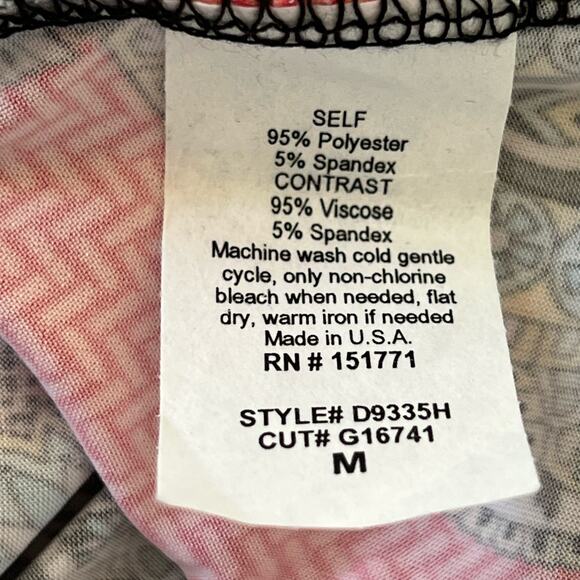 SELF
95% Polyester
5% Spandex
CONTRAST
95% Viscose
5% Spandex
Machine wash cold gentle
cycle, only non-chlorine
bleach when needed, flat
dry, warm iron if needed
Made in U.S.A.
RN # 151771
STYLE# D9335H
CUT# G16741
M